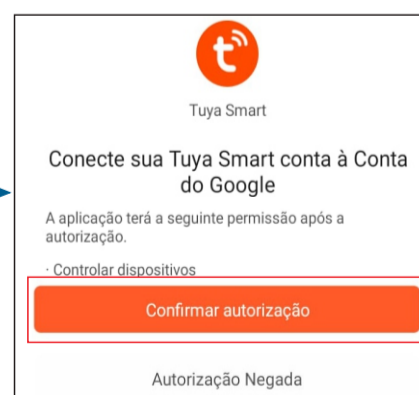 Tuya Smart
Conecte sua Tuya Smart conta à Conta
do Google
A aplicação terá a seguinte permissão após a
autorização.
· Controlar dispositivos
Confirmar autorização
Autorização Negada